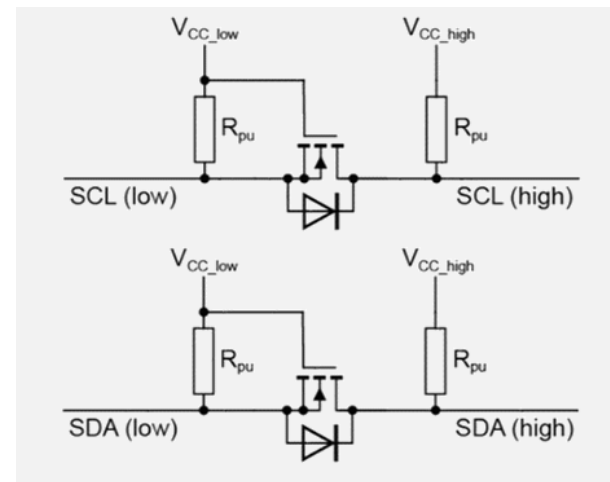 VCC_low VCC_high
Rpu Rpu
SCL (low) SCL (high)
VCC_low VCC_high
Rpu Rpu
SDA (low) SDA (high)